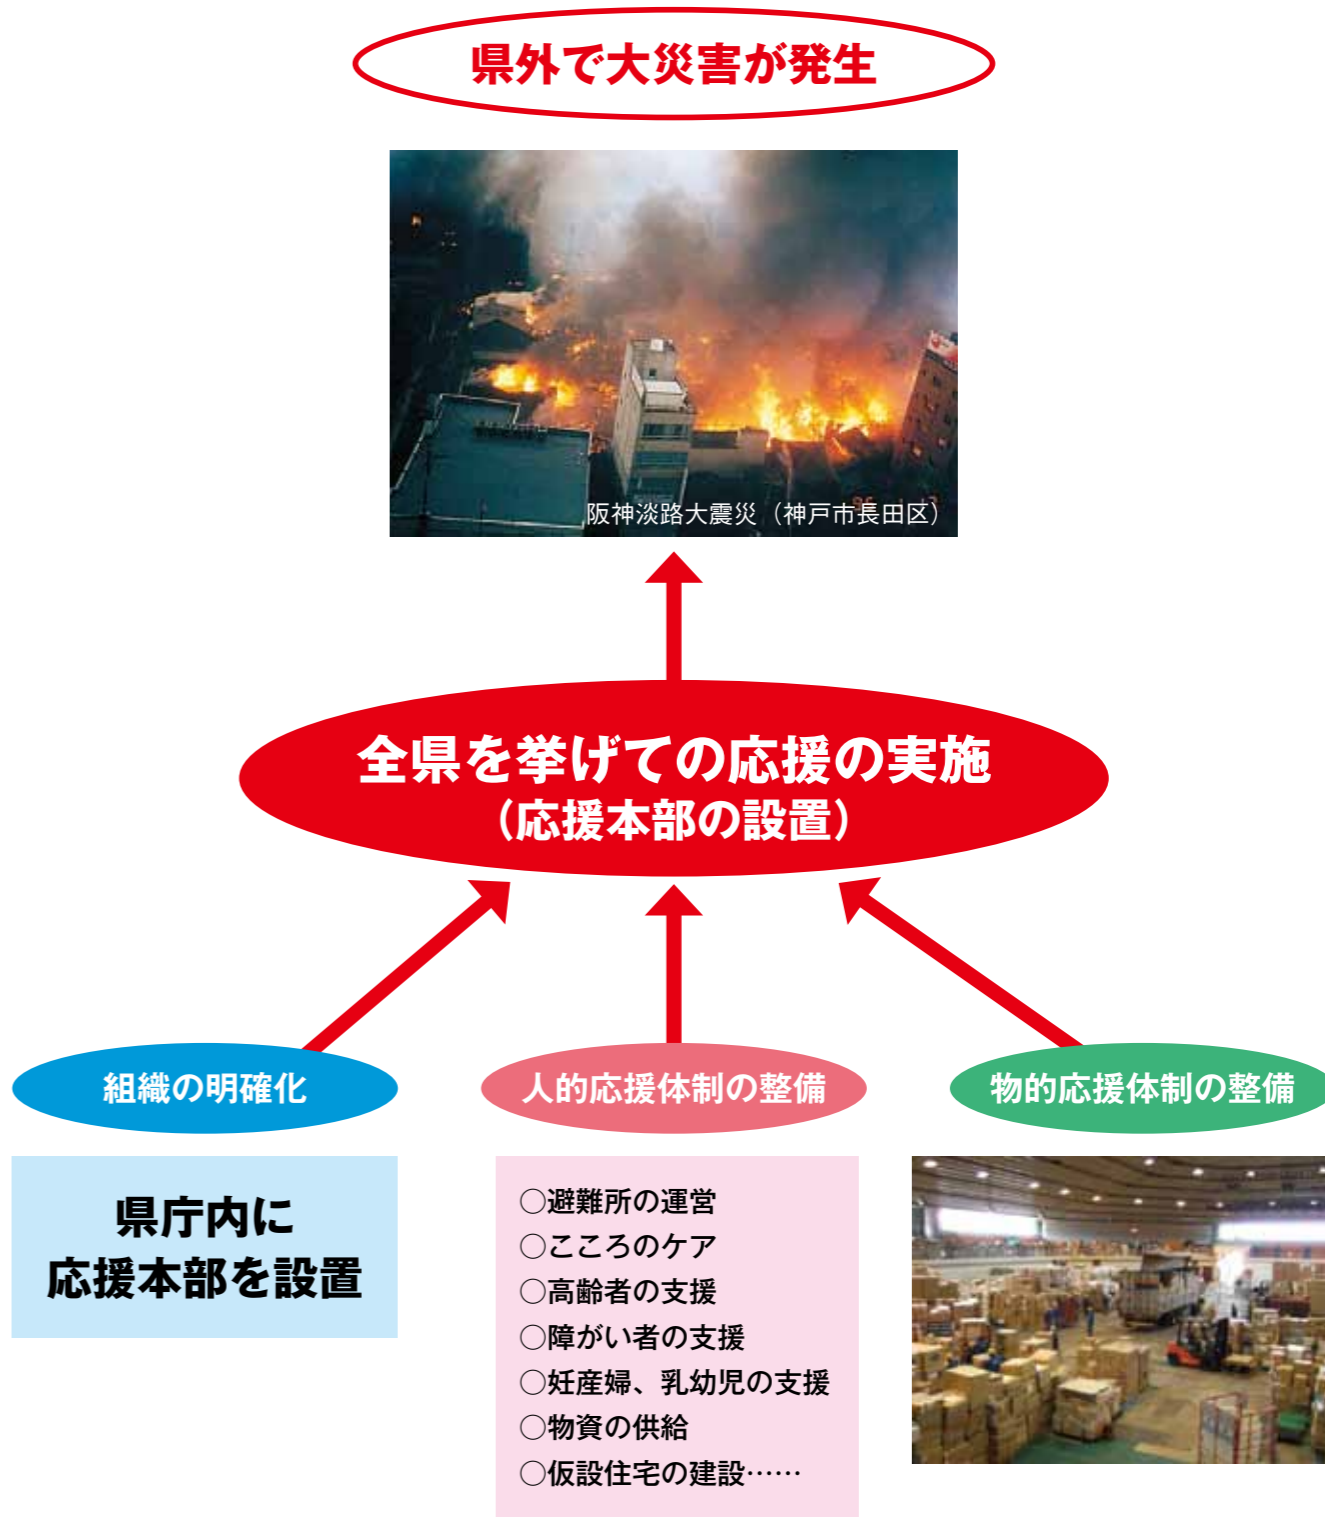 県外で大災害が発生
阪神淡路大震災（神戸市長田区）
全県を挙げての応援の実施
（応援本部の設置）
組織の明確化
人的応援体制の整備
物的応援体制の整備
県庁内に
応援本部を設置
○避難所の運営
○こころのケア
○高齢者の支援
○障がい者の支援
○妊産婦、乳幼児の支援
○物資の供給
○仮設住宅の建設……